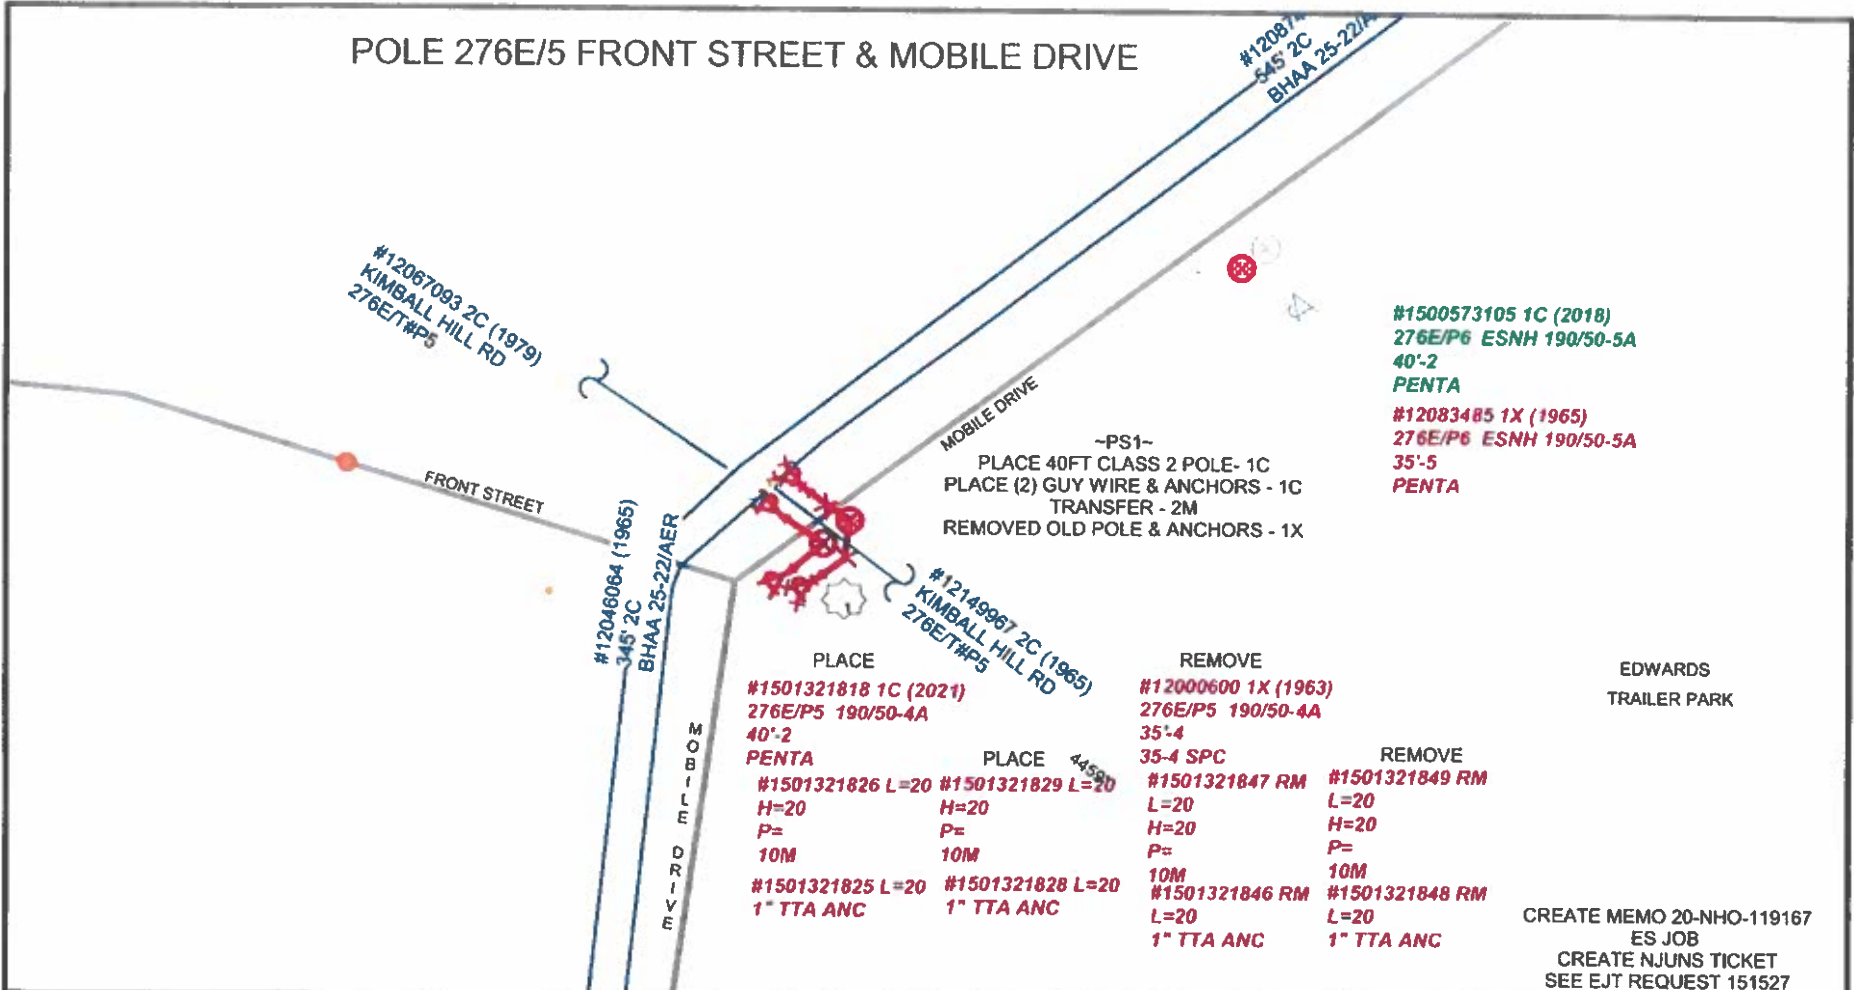 POLE 276E/5 FRONT STREET & MOBILE DRIVE
545' 2C
#12067093 2C (1979)
KIMBALL HILL RD
276E/T#P5
#1500573105 1C (2018)
276E/P6 ESNH 190/50-5A
40'-2
PENTA
#12083485 1X (1965)
276E/P6 ESNH 190/50-5A
35'-5
PENTA
MOBILE DRIVE
~PS1~
PLACE 40FT CLASS 2 POLE- 1C
PLACE (2) GUY WIRE & ANCHORS - 1C
TRANSFER - 2M
REMOVED OLD POLE & ANCHORS - 1X
FRONT STREET
#12046064 (1965)
345' 2C
BHAA 25-22/AER
#12149967 2C (1965)
KIMBALL HILL RD
276E/T#P5
MOBILE DRIVE
PLACE
#1501321818 1C (2021)
276E/P5 190/50-4A
40'-2
PENTA
#1501321826 L=20
H=20
P=
10M
#1501321825 L=20
1" TTA ANC
PLACE
#1501321829 L=20
H=20
P=
10M
#1501321828 L=20
1" TTA ANC
REMOVE
#12000600 1X (1963)
276E/P5 190/50-4A
35'-4
35-4 SPC
#1501321847 RM
L=20
H=20
P=
10M
#1501321846 RM
L=20
1" TTA ANC
REMOVE
#1501321849 RM
L=20
H=20
P=
10M
#1501321848 RM
L=20
1" TTA ANC
EDWARDS
TRAILER PARK
CREATE MEMO 20-NHO-119167
ES JOB
CREATE NJUNS TICKET
SEE EJT REQUEST 151527